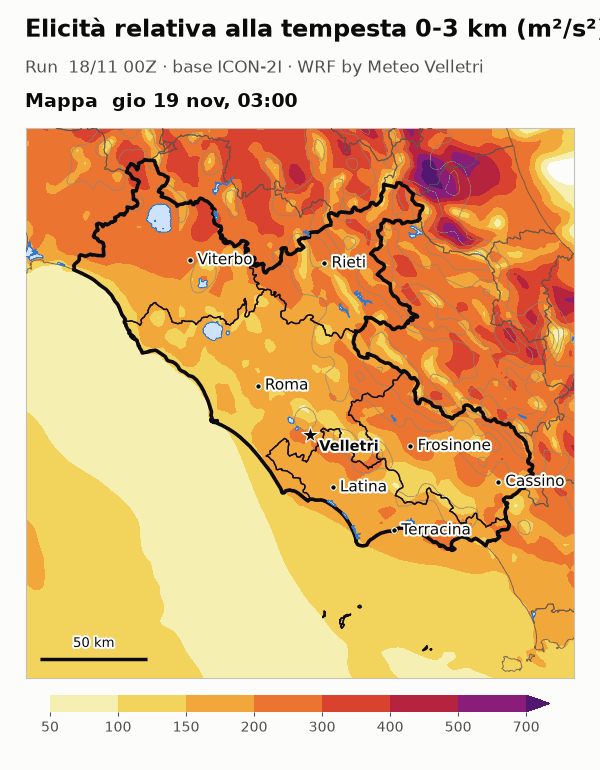 Elicità relativa alla tempesta 0-3 km (m²/s²)
Run 18/11 00Z · base ICON-2I · WRF by Meteo Velletri
Mappa gio 19 nov, 03:00
Viterbo
Rieti
Roma
Velletri
Frosinone
Cassino
Latina
Terracina
50 km
50 100 150 200 300 400 500 700